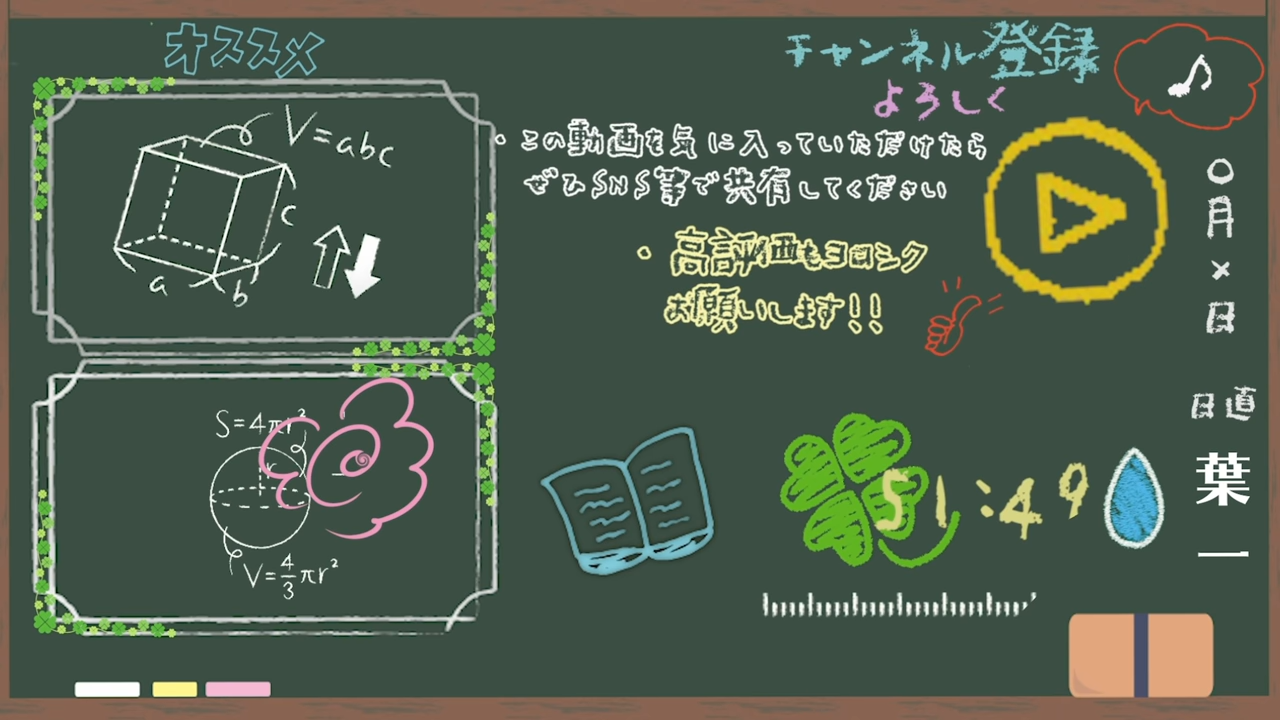 オススメ
V=abc
c
a
b
S=4πr²
r
V=4/3πr²
チャンネル登録
よろしく
・この動画を気に入っていただけたら
ぜひSNS等で共有してください
・高評価もヨロシク
お願いします!!
51:49
〇月×日
日直
葉一